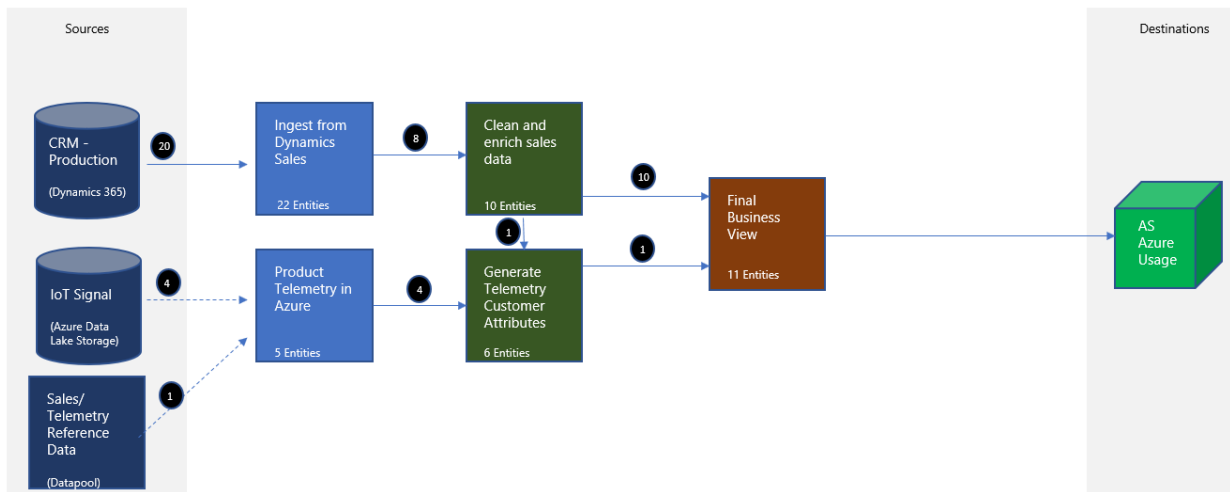 Sources
Destinations
CRM -
Production
(Dynamics 365)
20
Ingest from
Dynamics
Sales
22 Entities
8
Clean and
enrich sales
data
10 Entities
10
Final
Business
View
11 Entities
AS
Azure
Usage
1
1
IoT Signal
(Azure Data
Lake Storage)
4
Product
Telemetry in
Azure
5 Entities
4
Generate
Telemetry
Customer
Attributes
6 Entities
Sales/
Telemetry
Reference
Data
(Datapool)
1